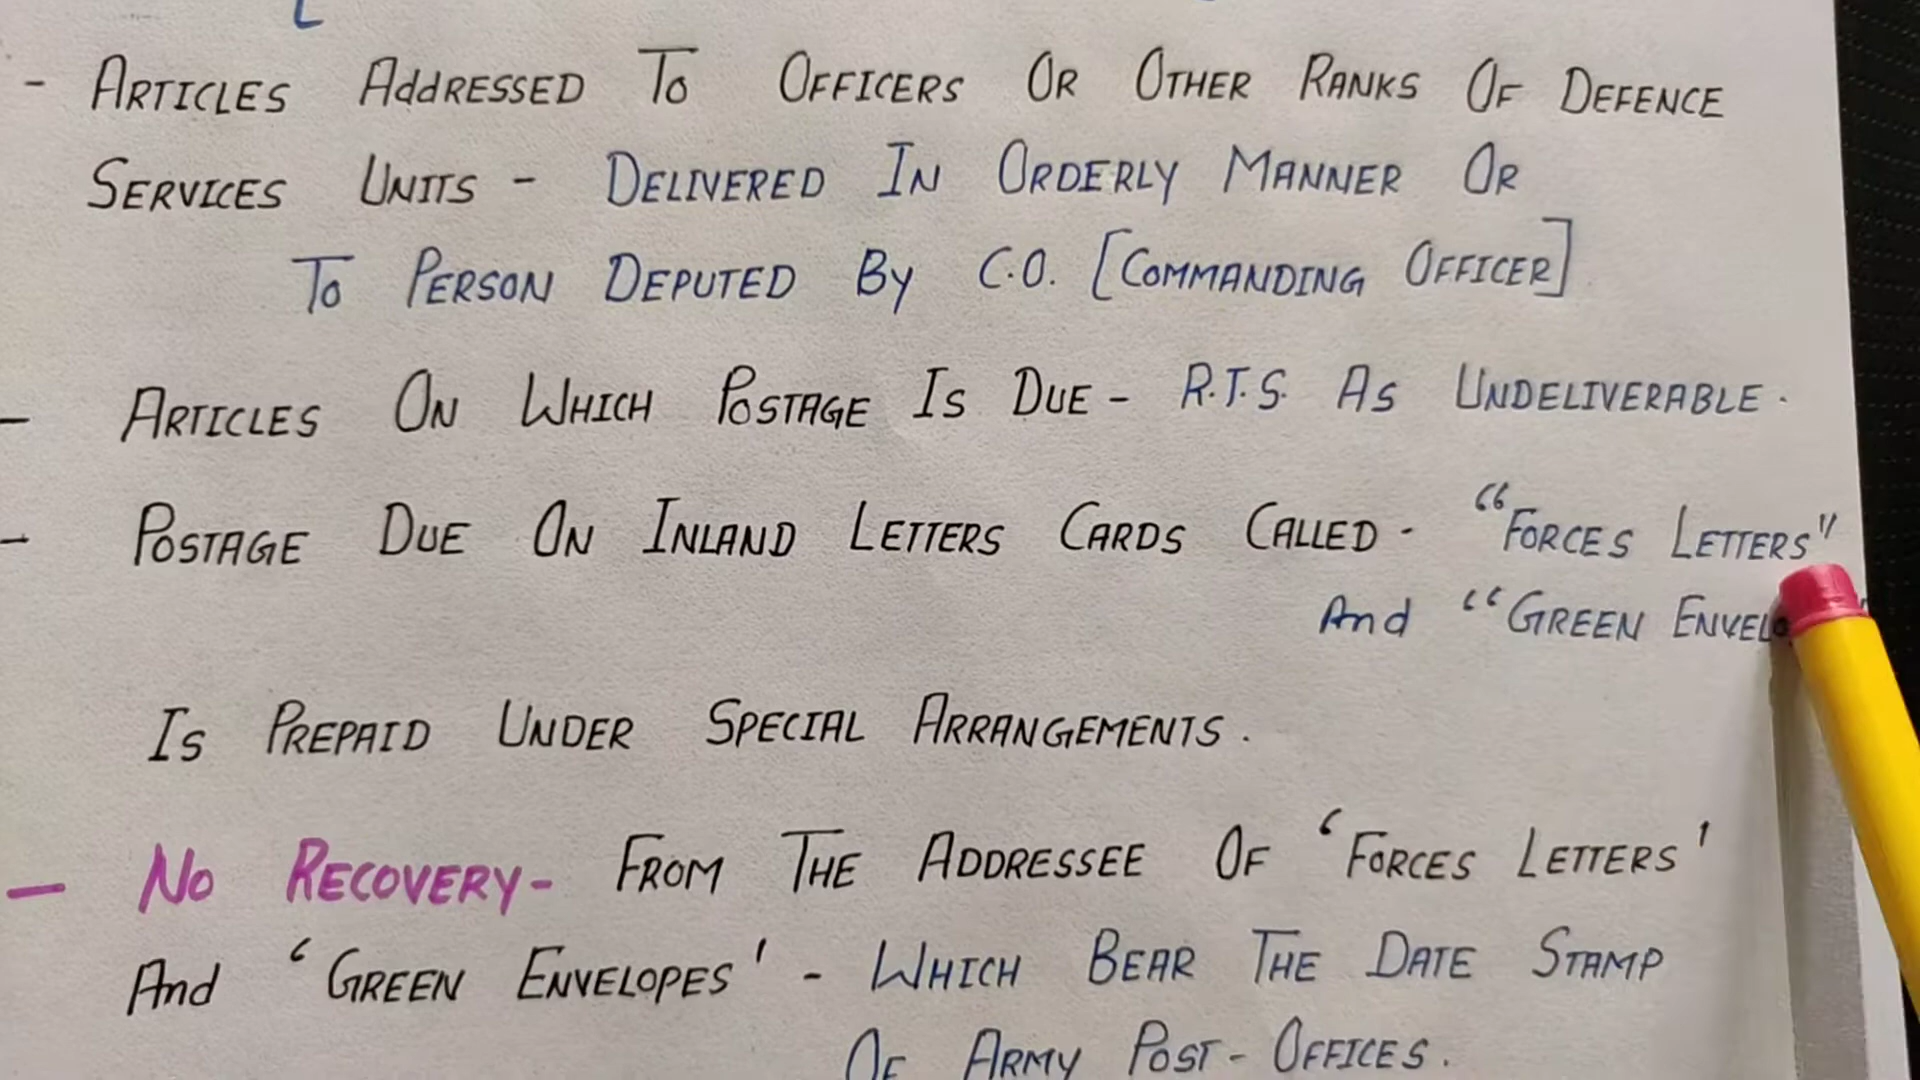 - ARTICLES ADDRESSED TO OFFICERS OR OTHER RANKS OF DEFENCE
SERVICES UNITS - DELIVERED IN ORDERLY MANNER OR
TO PERSON DEPUTED BY C.O. [COMMANDING OFFICER]
- ARTICLES ON WHICH POSTAGE IS DUE - R.T.S. AS UNDELIVERABLE.
- POSTAGE DUE ON INLAND LETTERS CARDS CALLED - "FORCES LETTERS"
And "GREEN
IS PREPAID UNDER SPECIAL ARRANGEMENTS.
- NO RECOVERY - FROM THE ADDRESSEE OF 'FORCES LETTERS'
And 'GREEN ENVELOPES' - WHICH BEAR THE DATE STAMP
OF ARMY POST-OFFICES.